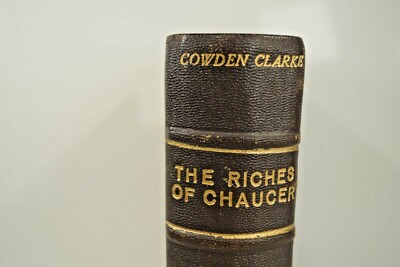 COWDEN CLARKE
THE RICHES
OF CHAUCER